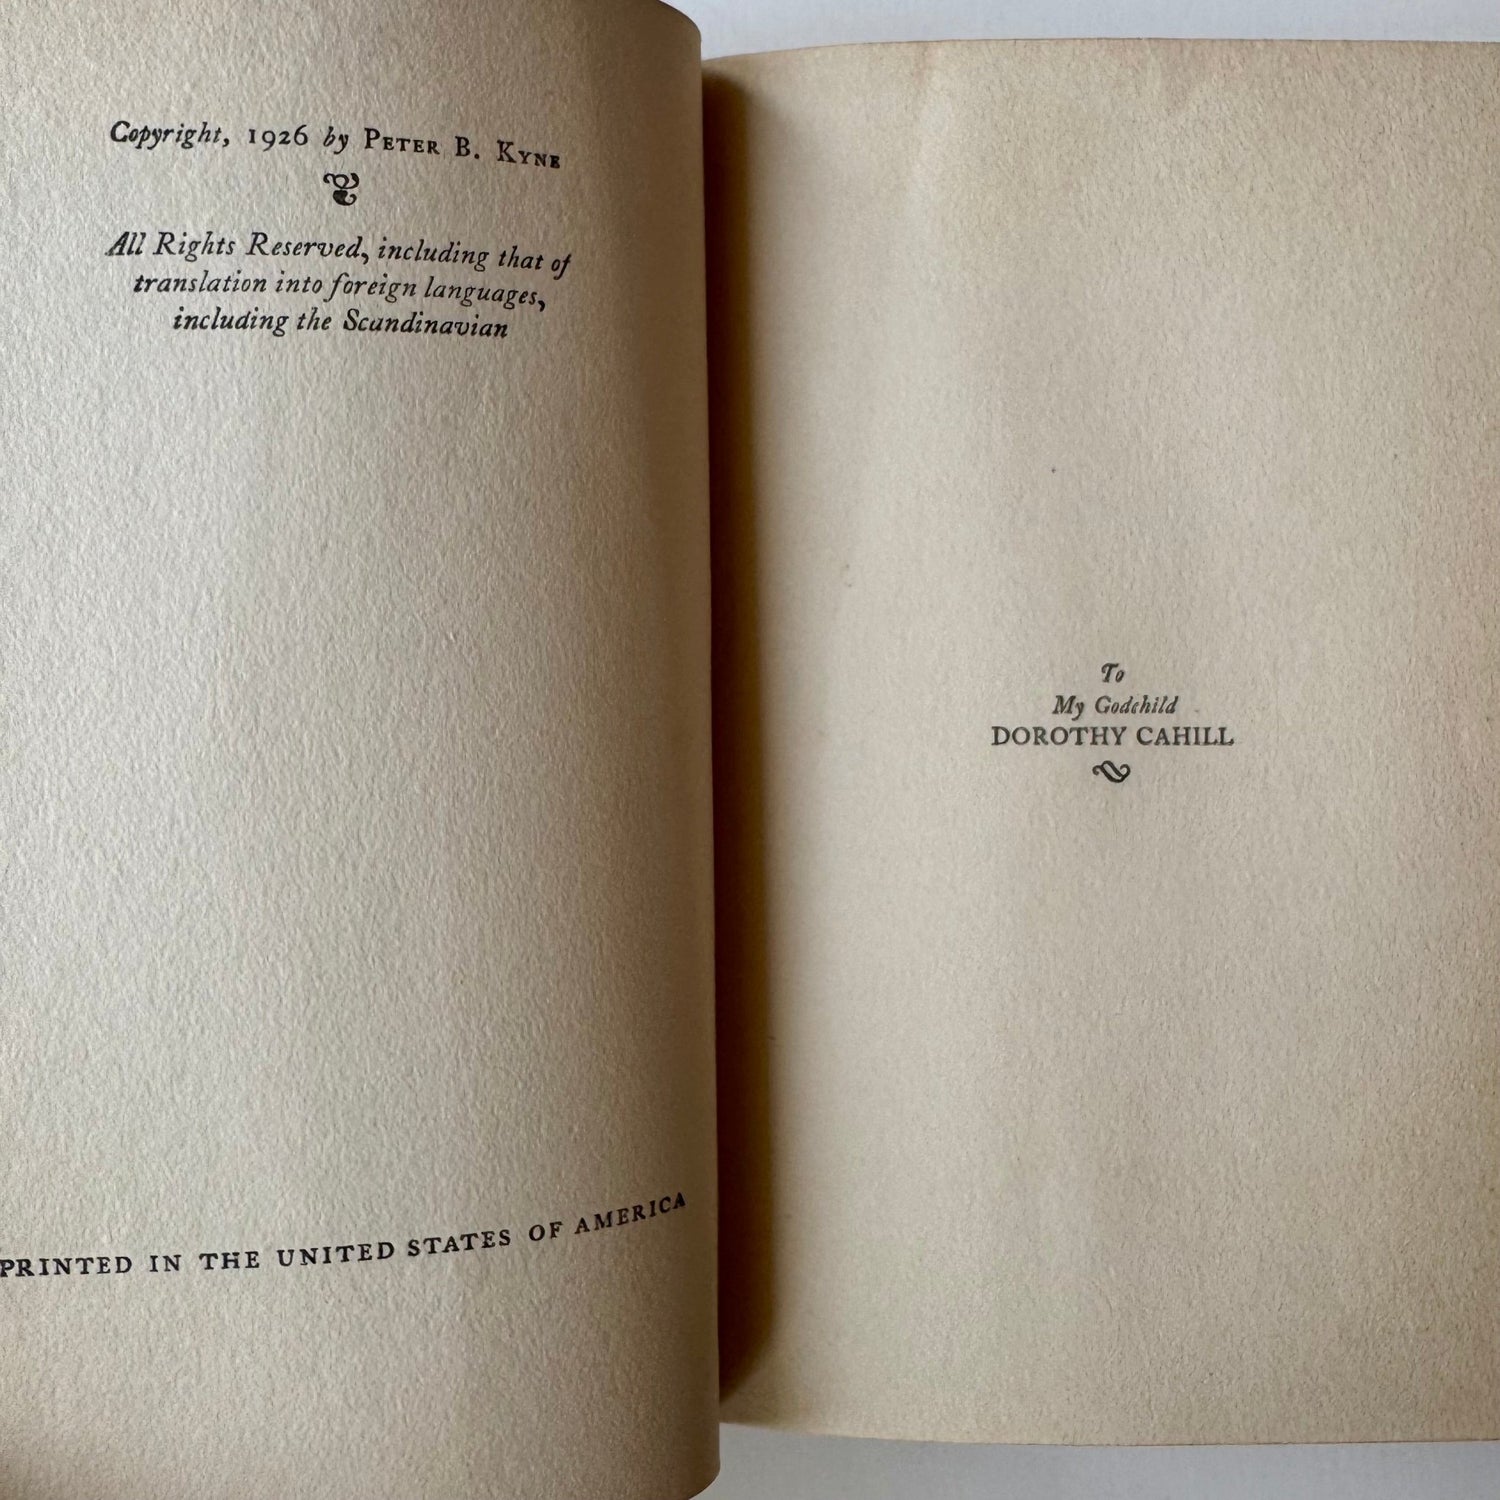 Copyright, 1926 by PETER B. KYNE
All Rights Reserved, including that of
translation into foreign languages,
including the Scandinavian
PRINTED IN THE UNITED STATES OF AMERICA
To
My Godchild
DOROTHY CAHILL